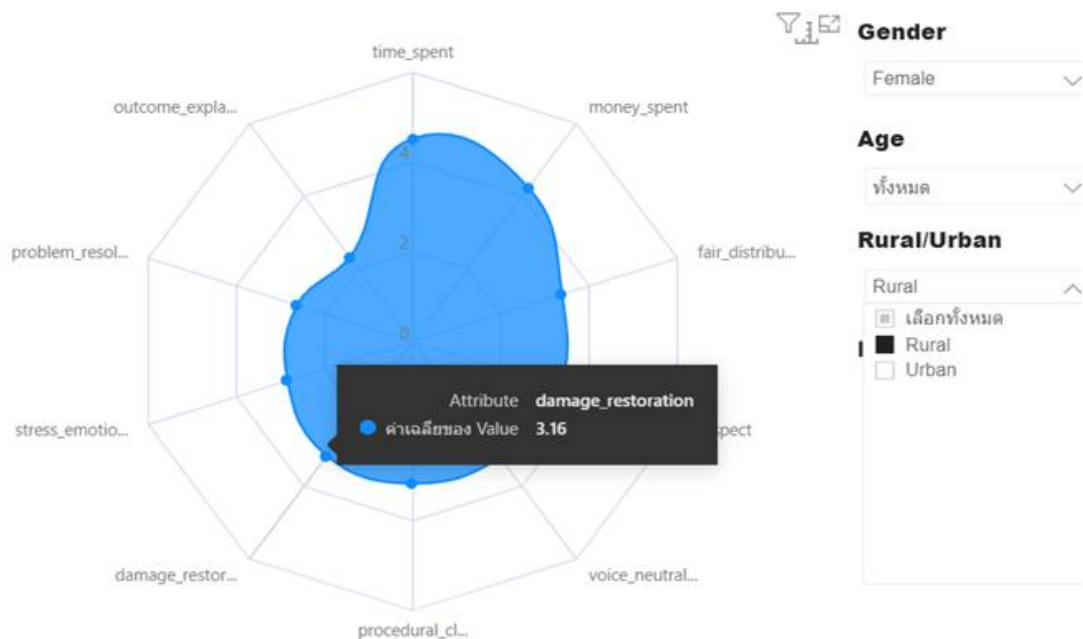 Gender
time_spent
Female
outcome_expla...
money_spent
Age
4
ทั้งหมด
2
Rural/Urban
problem_resol...
fair_distribu...
Rural
เลือกทั้งหมด
0
Rural
Urban
Attribute damage_restoration
ค่าเฉลี่ยของ Value 3.16
stress_emotio...
spect
damage_restor...
voice_neutral...
procedural_cl...